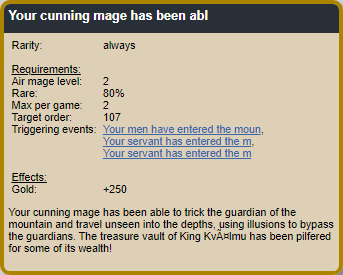 Your cunning mage has been abl
Rarity: always
Requirements:
Air mage level: 2
Rare: 80%
Max per game: 2
Target order: 107
Triggering events: Your men have entered the moun,
Your servant has entered the m,
Your servant has entered the m
Effects:
Gold: +250
Your cunning mage has been able to trick the guardian of the
mountain and travel unseen into the depths, using illusions to bypass
the guardians. The treasure vault of King KvÃ¤lmu has been pilfered
for some of its wealth!